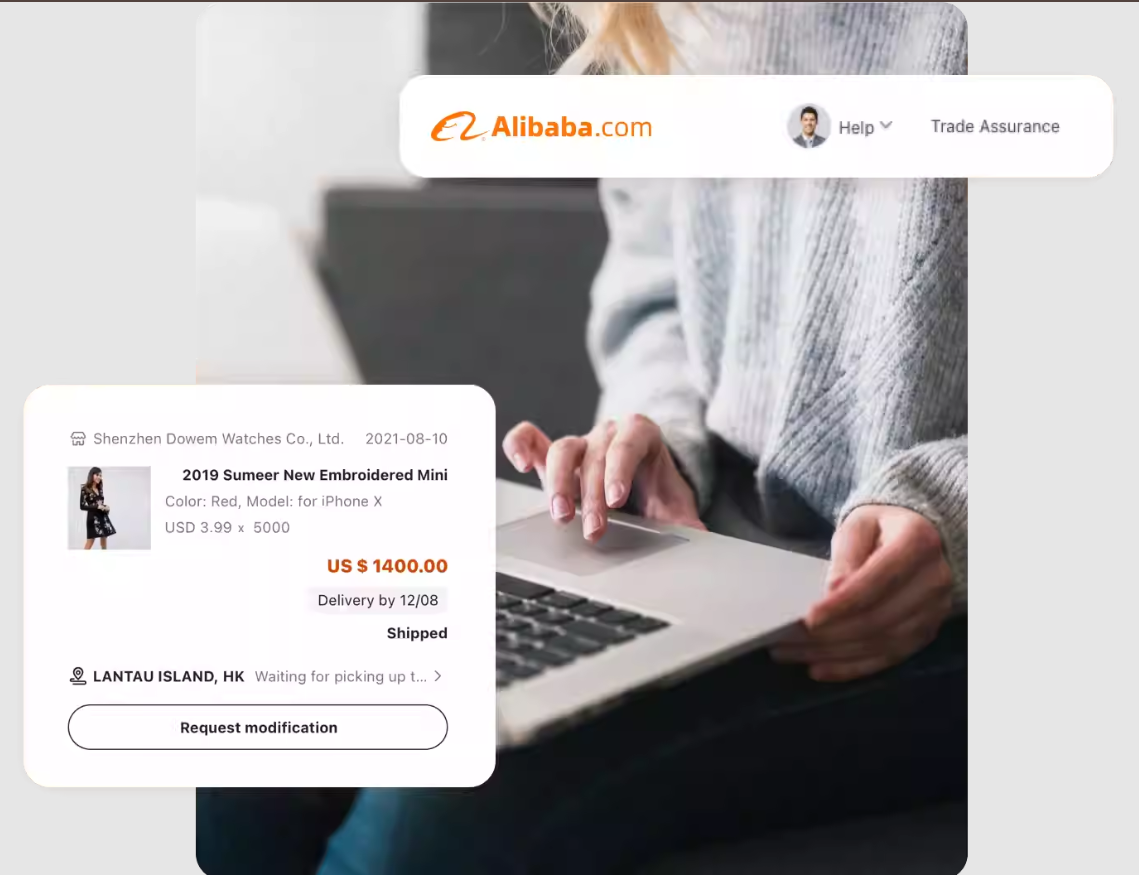 Alibaba.com
Help
Trade Assurance
Shenzhen Dowem Watches Co., Ltd. 2021-08-10
2019 Sumeer New Embroidered Mini
Color: Red, Model: for iPhone X
USD 3.99 x 5000
US $ 1400.00
Delivery by 12/08
Shipped
LANTAU ISLAND, HK Waiting for picking up t...
Request modification